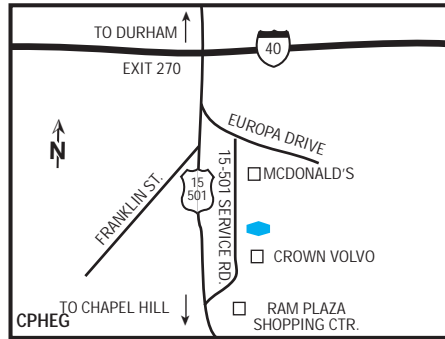 TO DURHAM
40
EXIT 270
EUROPA DRIVE
N
MCDONALD'S
FRANKLIN ST.
15
501
15-501 SERVICE RD.
CROWN VOLVO
TO CHAPEL HILL
RAM PLAZA
SHOPPING CTR.
CPHEG